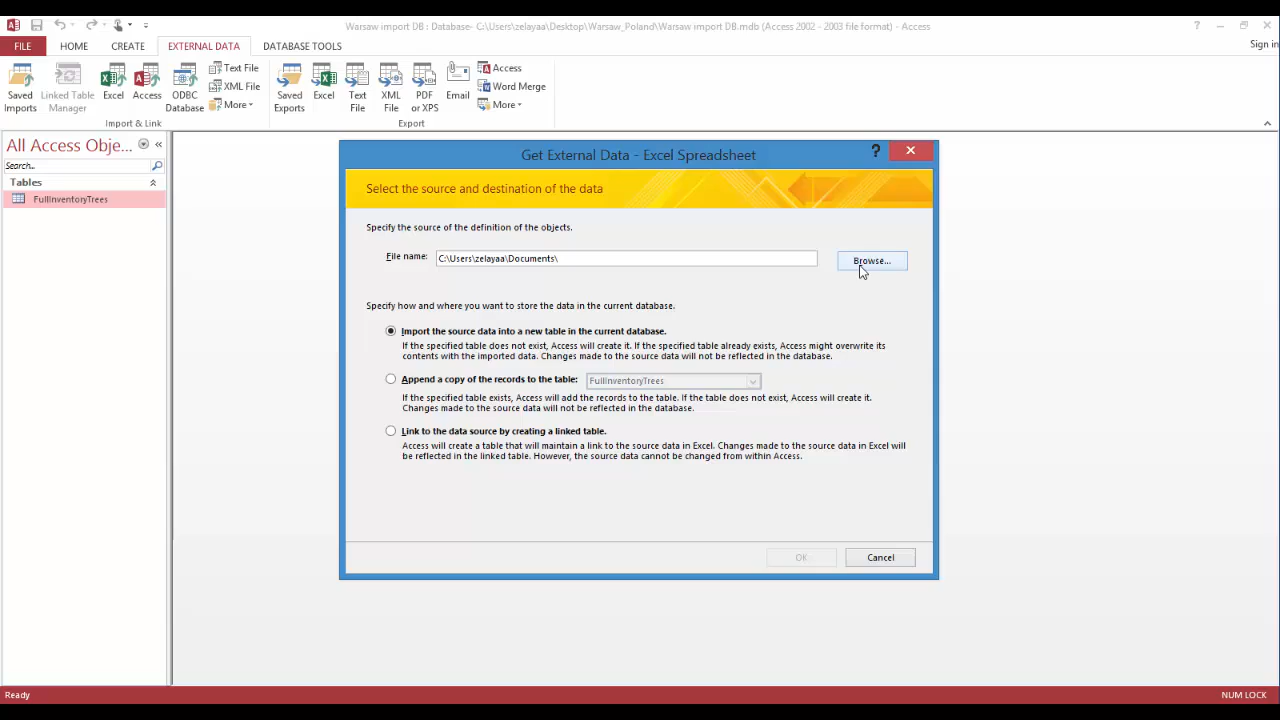 Warsaw import DB : Database- C:\Users\zelayaa\Desktop\Warsaw_Poland\Warsaw import DB.mdb (Access 2002 - 2003 file format) - Access
?
FILE HOME CREATE EXTERNAL DATA DATABASE TOOLS Sign in
Saved Imports
Linked Table Manager
Excel
Access
ODBC Database
Text File
XML File
More
Import & Link
Saved Exports
Excel
Text File
XML File
PDF or XPS
Email
Access
Word Merge
More
Export
All Access Obje...
Search..
Tables
FullInventoryTrees
Get External Data - Excel Spreadsheet
?
Select the source and destination of the data
Specify the source of the definition of the objects.
File name: C:\Users\zelayaa\Documents\ Browse...
Specify how and where you want to store the data in the current database.
Import the source data into a new table in the current database.
If the specified table does not exist, Access will create it. If the specified table already exists, Access might overwrite its
contents with the imported data. Changes made to the source data will not be reflected in the database.
Append a copy of the records to the table: FullInventoryTrees
If the specified table exists, Access will add the records to the table. If the table does not exist, Access will create it.
Changes made to the source data will not be reflected in the database.
Link to the data source by creating a linked table.
Access will create a table that will maintain a link to the source data in Excel. Changes made to the source data in Excel will
be reflected in the linked table. However, the source data cannot be changed from within Access.
OK Cancel
Ready NUM LOCK